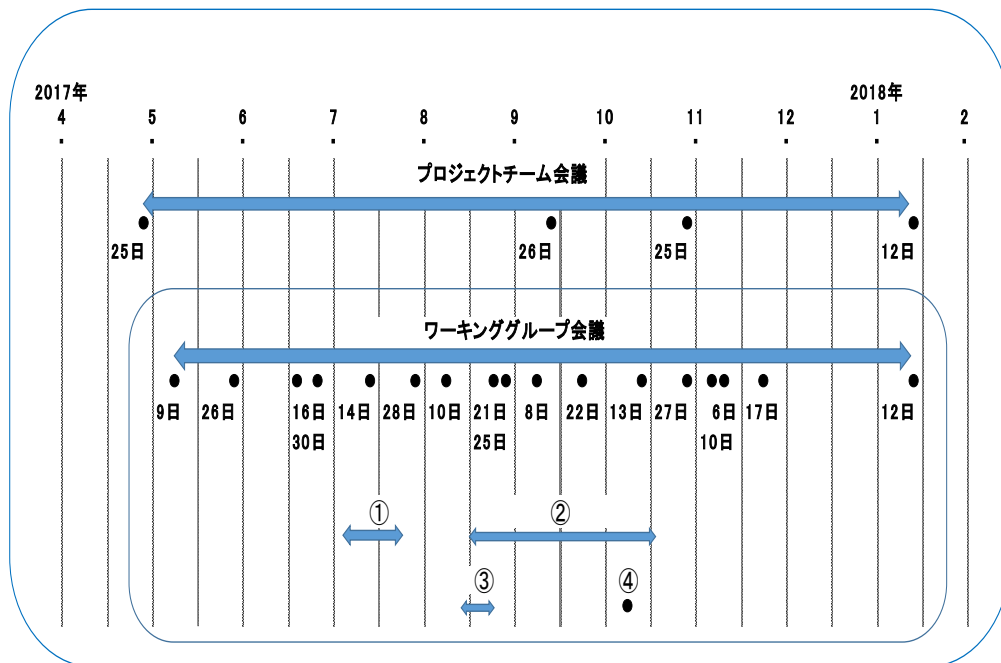 2017年 2018年
4 5 6 7 8 9 10 11 12 1 2
プロジェクトチーム会議
25日 26日 25日 12日
ワーキンググループ会議
9日 26日 16日 14日 28日 10日 21日 8日 22日 13日 27日 6日 17日 12日
30日 25日 10日
① ②
③ ④